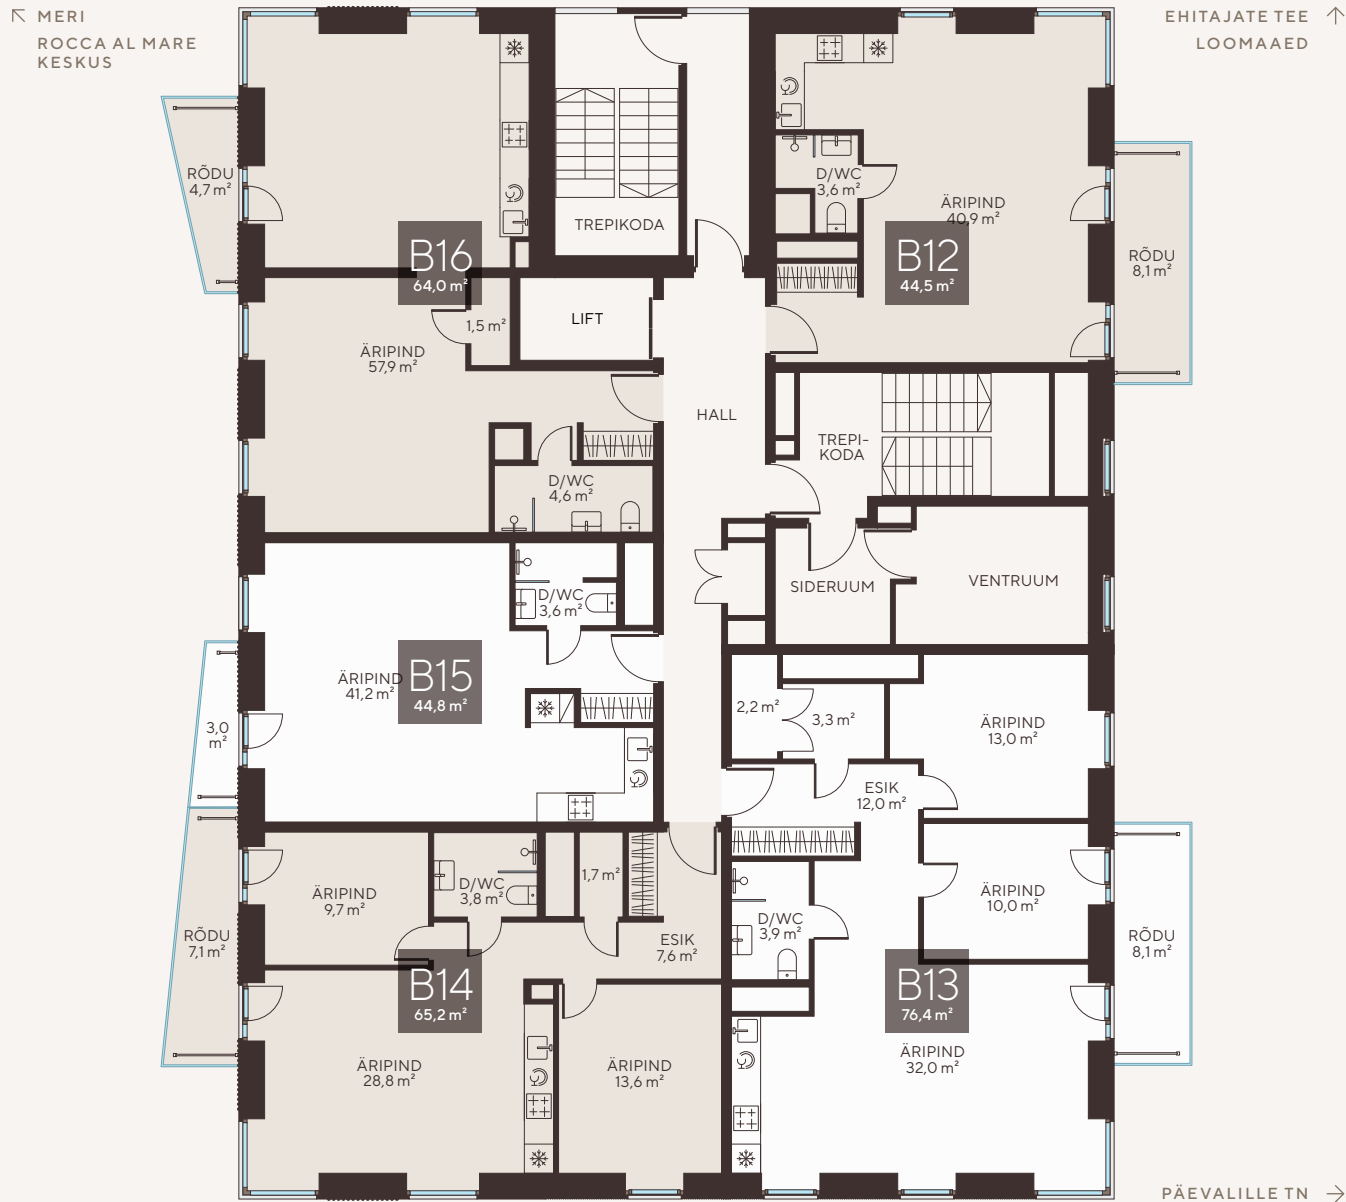 MERI
ROCCA AL MARE
KESKUS
EHITAJATE TEE
LOOMAAED
RÕDU
4,7 m²
TREPIKODA
D/WC
3,6 m²
ÄRIPIND
40,9 m²
B16
64,0 m²
B12
44,5 m²
RÕDU
8,1 m²
1,5 m²
LIFT
ÄRIPIND
57,9 m²
HALL
TREPI-
KODA
D/WC
4,6 m²
SIDERUUM
VENTRUUM
D/WC
3,6 m²
ÄRIPIND
41,2 m²
B15
44,8 m²
3,0
m²
2,2 m²
3,3 m²
ÄRIPIND
13,0 m²
ESIK
12,0 m²
ÄRIPIND
9,7 m²
D/WC
3,8 m²
1,7 m²
ÄRIPIND
10,0 m²
D/WC
3,9 m²
RÕDU
7,1 m²
ESIK
7,6 m²
RÕDU
8,1 m²
B14
65,2 m²
B13
76,4 m²
ÄRIPIND
28,8 m²
ÄRIPIND
13,6 m²
ÄRIPIND
32,0 m²
PÄEVALILLE TN